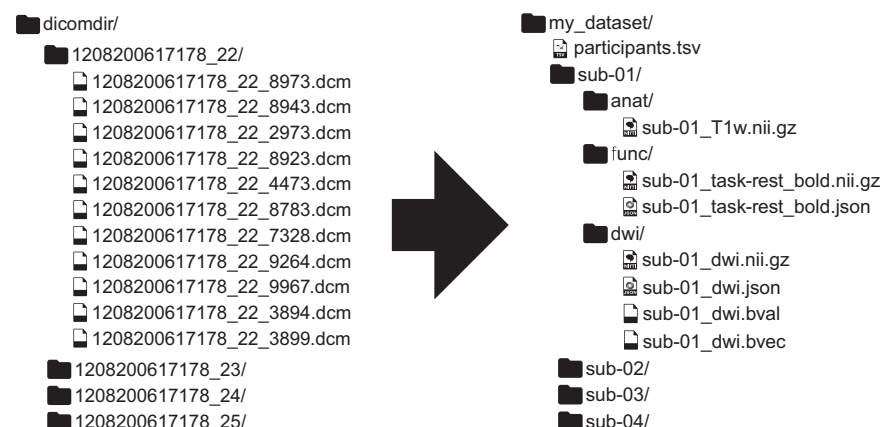 dicomdir/
1208200617178_22/
1208200617178_22_8973.dcm
1208200617178_22_8943.dcm
1208200617178_22_2973.dcm
1208200617178_22_8923.dcm
1208200617178_22_4473.dcm
1208200617178_22_8783.dcm
1208200617178_22_7328.dcm
1208200617178_22_9264.dcm
1208200617178_22_9967.dcm
1208200617178_22_3894.dcm
1208200617178_22_3899.dcm
1208200617178_23/
1208200617178_24/
1208200617178_25/
my_dataset/
participants.tsv
sub-01/
anat/
sub-01_T1w.nii.gz
func/
sub-01_task-rest_bold.nii.gz
sub-01_task-rest_bold.json
dwi/
sub-01_dwi.nii.gz
sub-01_dwi.json
sub-01_dwi.bval
sub-01_dwi.bvec
sub-02/
sub-03/
sub-04/